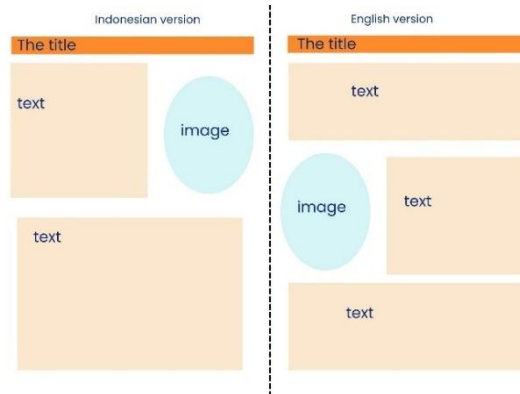 Indonesian version
The title
text
image
text
English version
The title
text
image
text
text